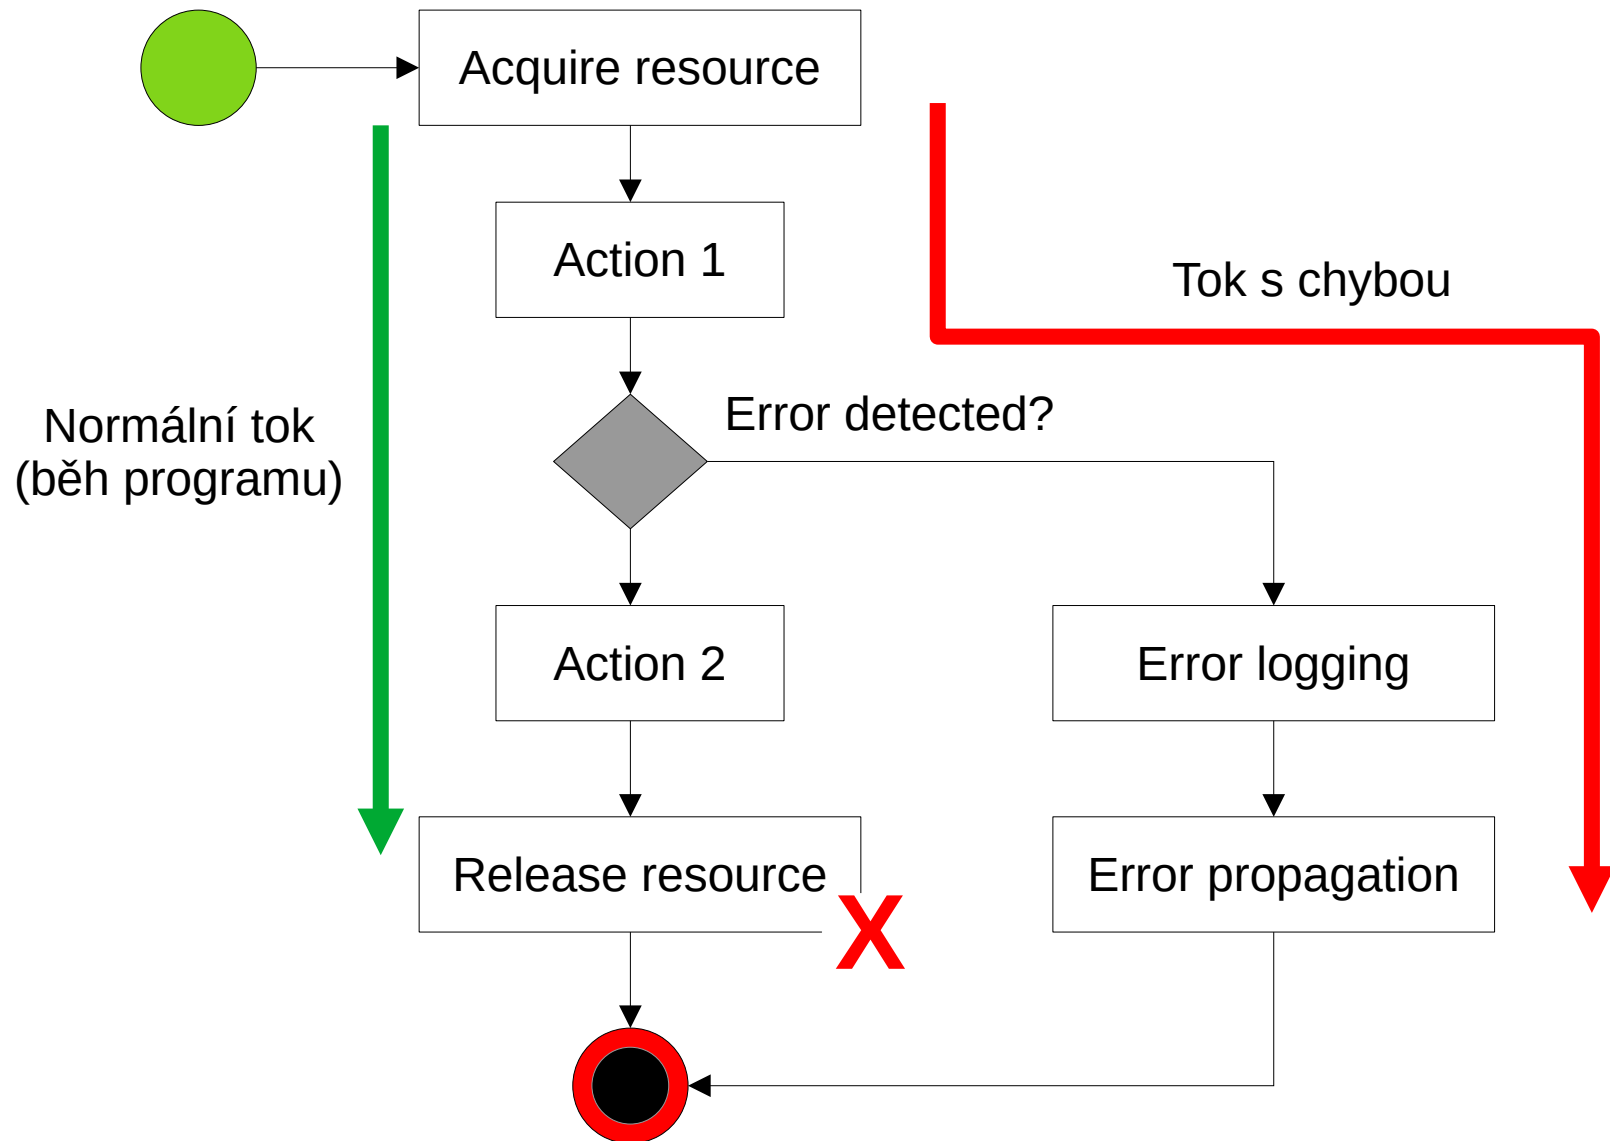 Acquire resource
Action 1
Tok s chybou
Error detected?
Normální tok
(běh programu)
Action 2
Error logging
Release resource
Error propagation
X